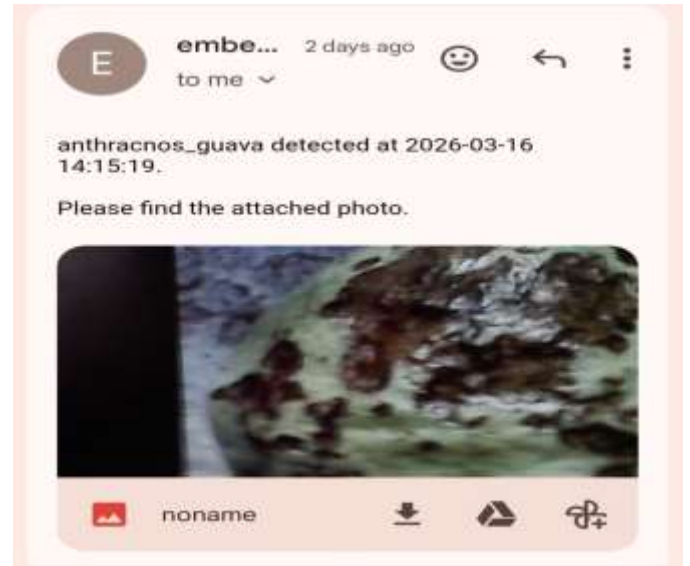 E
embe... 2 days ago
to me
anthracnos_guava detected at 2026-03-16
14:15:19.
Please find the attached photo.
noname